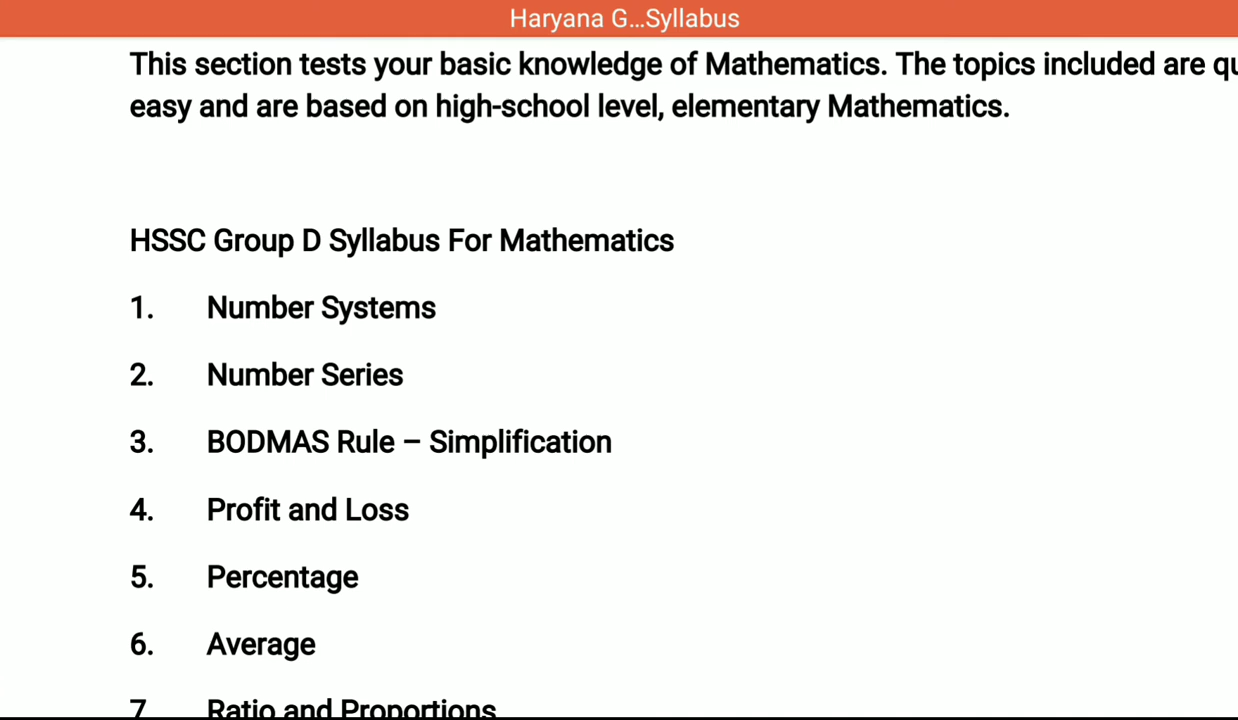 Haryana G...Syllabus
This section tests your basic knowledge of Mathematics. The topics included are
easy and are based on high-school level, elementary Mathematics.
HSSC Group D Syllabus For Mathematics
1. Number Systems
2. Number Series
3. BODMAS Rule – Simplification
4. Profit and Loss
5. Percentage
6. Average
7 Ratio and Proportions